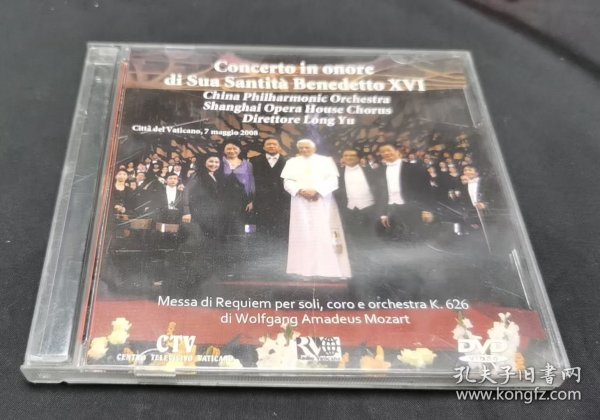 Concerto in onore
di Sua Santità Benedetto XVI
China Philharmonic Orchestra
Shanghai Opera House Chorus
Direttore Long Yu
Città del Vaticano, 7 maggio 2008
Messa di Requiem per soli, coro e orchestra K. 626
di Wolfgang Amadeus Mozart
CTV
CENTRO TELEVISIVO VATICANO
RV
DVD
VIDEO
孔夫子旧书网
www.kongfz.com